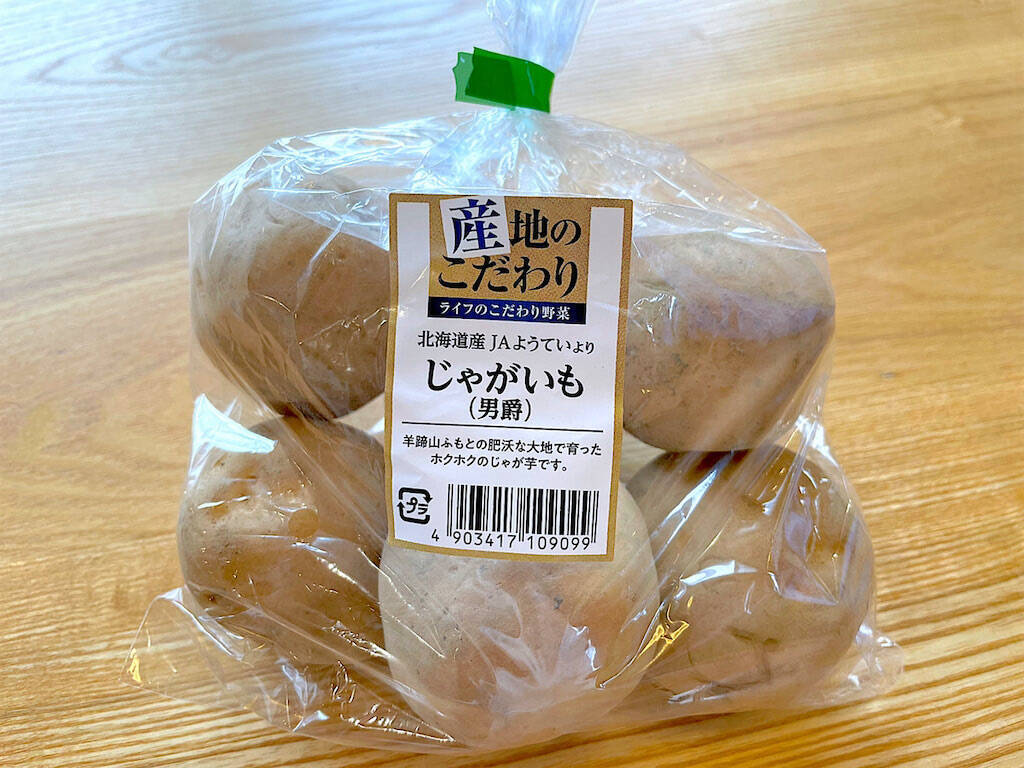 産地の
こだわり
ライフのこだわり野菜
北海道産 JAようていより
じゃがいも
(男爵)
羊蹄山ふもとの肥沃な大地で育った
ホクホクのじゃが芋です。
プラ
4 903417 109099